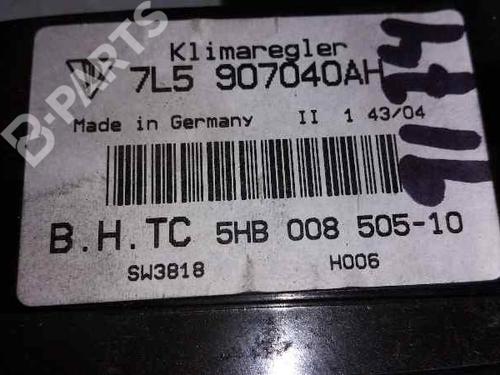 Klimaregler
7L5 907040AH
Made in Germany II 1 43/04
B.H.TC 5HB 008 505-10
SW3818 H006
B-PARTS